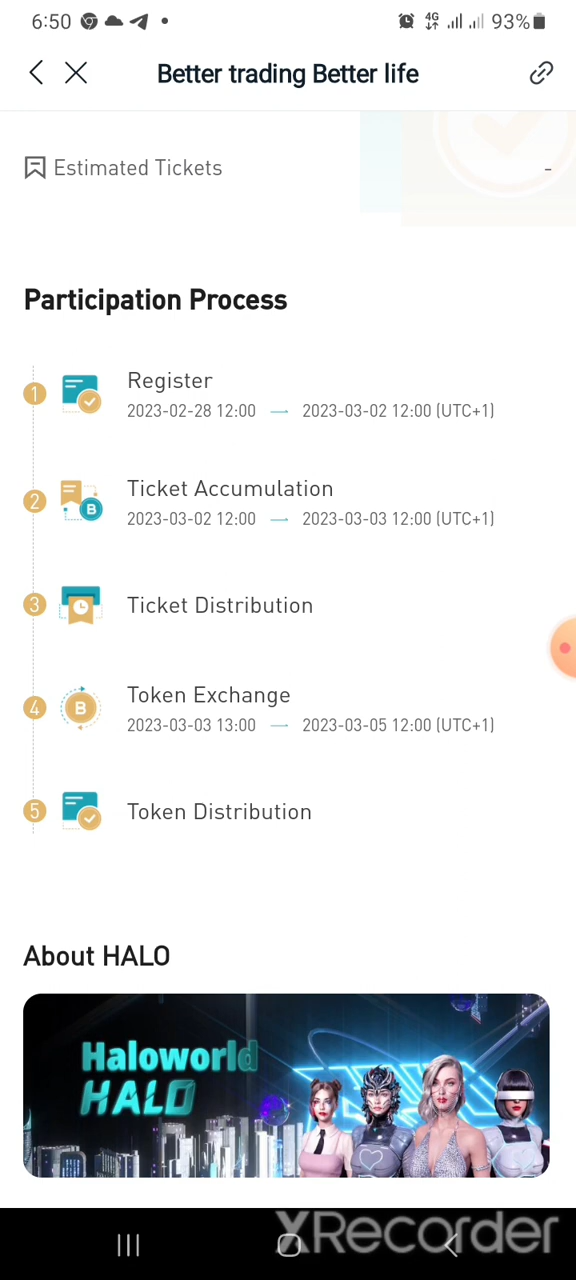 6:50
4G
93%
Better trading Better life
Estimated Tickets
-
Participation Process
1
Register
2023-02-28 12:00
2023-03-02 12:00 (UTC+1)
2
B
Ticket Accumulation
2023-03-02 12:00
2023-03-03 12:00 (UTC+1)
3
Ticket Distribution
4
B
Token Exchange
2023-03-03 13:00
2023-03-05 12:00 (UTC+1)
5
Token Distribution
About HALO
Haloworld
HALO
XRecorder